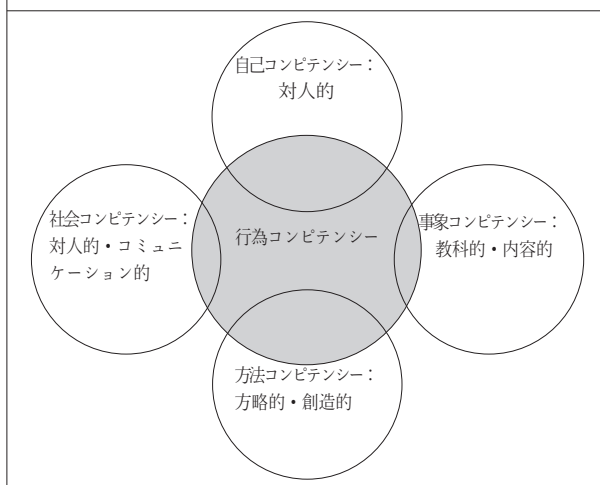 自己コンピテンシー：
対人的
社会コンピテンシー：
対人的・コミュニ
ケーション的
行為コンピテンシー
事象コンピテンシー：
教科的・内容的
方法コンピテンシー：
方略的・創造的